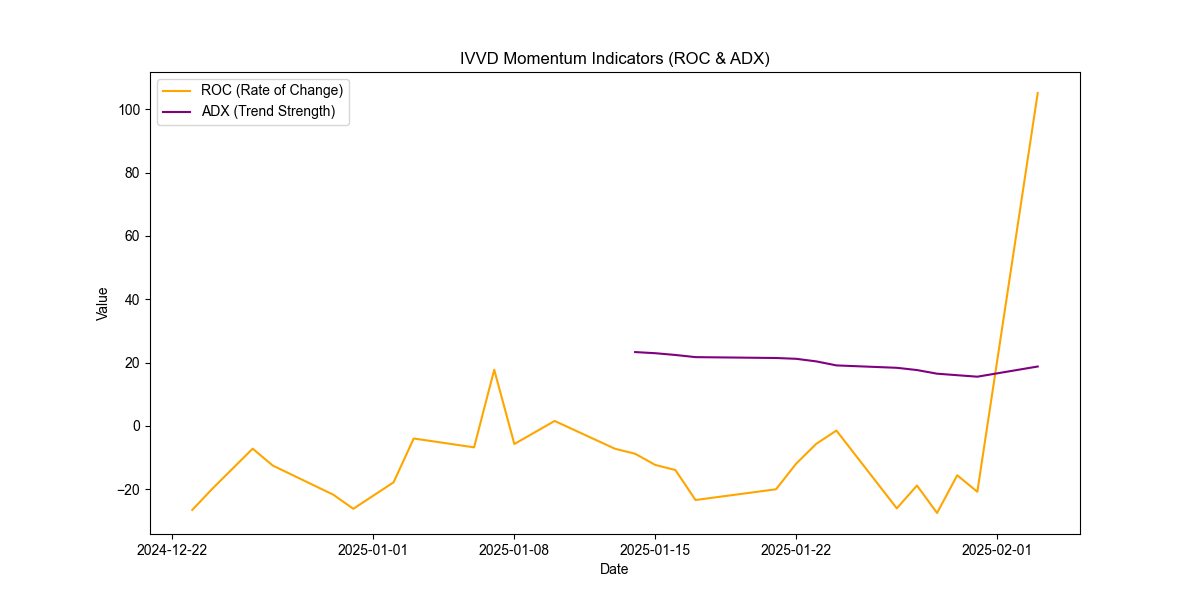 IVVD Momentum Indicators (ROC & ADX)
ROC (Rate of Change)
ADX (Trend Strength)
100
80
60
40
20
0
−20
Value
2024-12-22
2025-01-01
2025-01-08
2025-01-15
2025-01-22
2025-02-01
Date